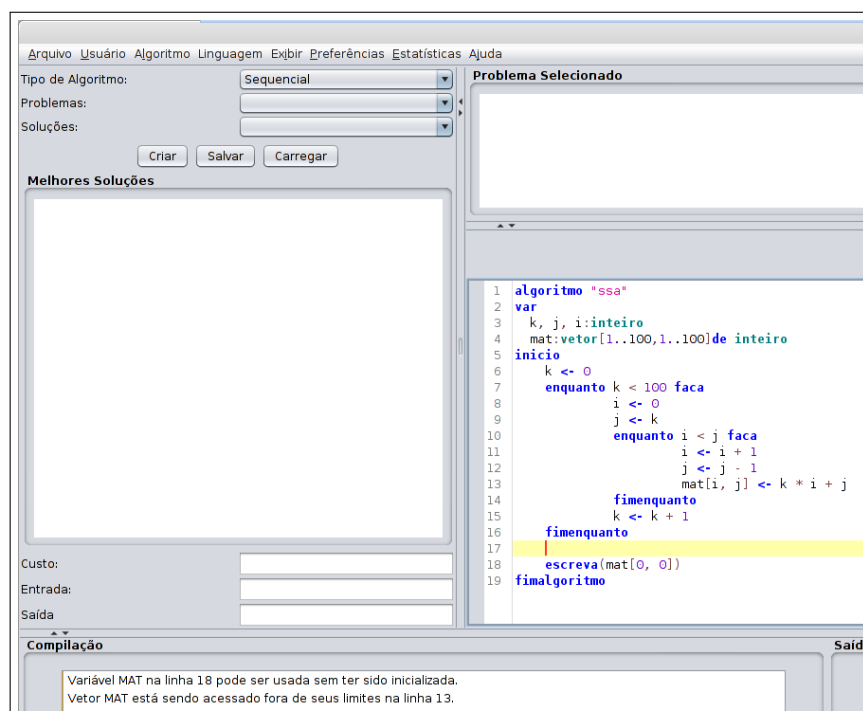 Arquivo Usuário Algoritmo Linguagem Exibir Preferências Estatísticas Ajuda
Tipo de Algoritmo: Sequencial
Problemas:
Soluções:
Criar Salvar Carregar
Melhores Soluções
Custo:
Entrada:
Saída
Problema Selecionado
1 algoritmo "ssa"
2 var
3 k, j, i:inteiro
4 mat:vetor[1..100,1..100]de inteiro
5 inicio
6 k <- 0
7 enquanto k < 100 faca
8 i <- 0
9 j <- k
10 enquanto i < j faca
11 i <- i + 1
12 j <- j - 1
13 mat[i, j] <- k * i + j
14 fimenquanto
15 k <- k + 1
16 fimenquanto
17
18 escreva(mat[0, 0])
19 fimalgoritmo
Compilação
Variável MAT na linha 18 pode ser usada sem ter sido inicializada.
Vetor MAT está sendo acessado fora de seus limites na linha 13.
Saíd